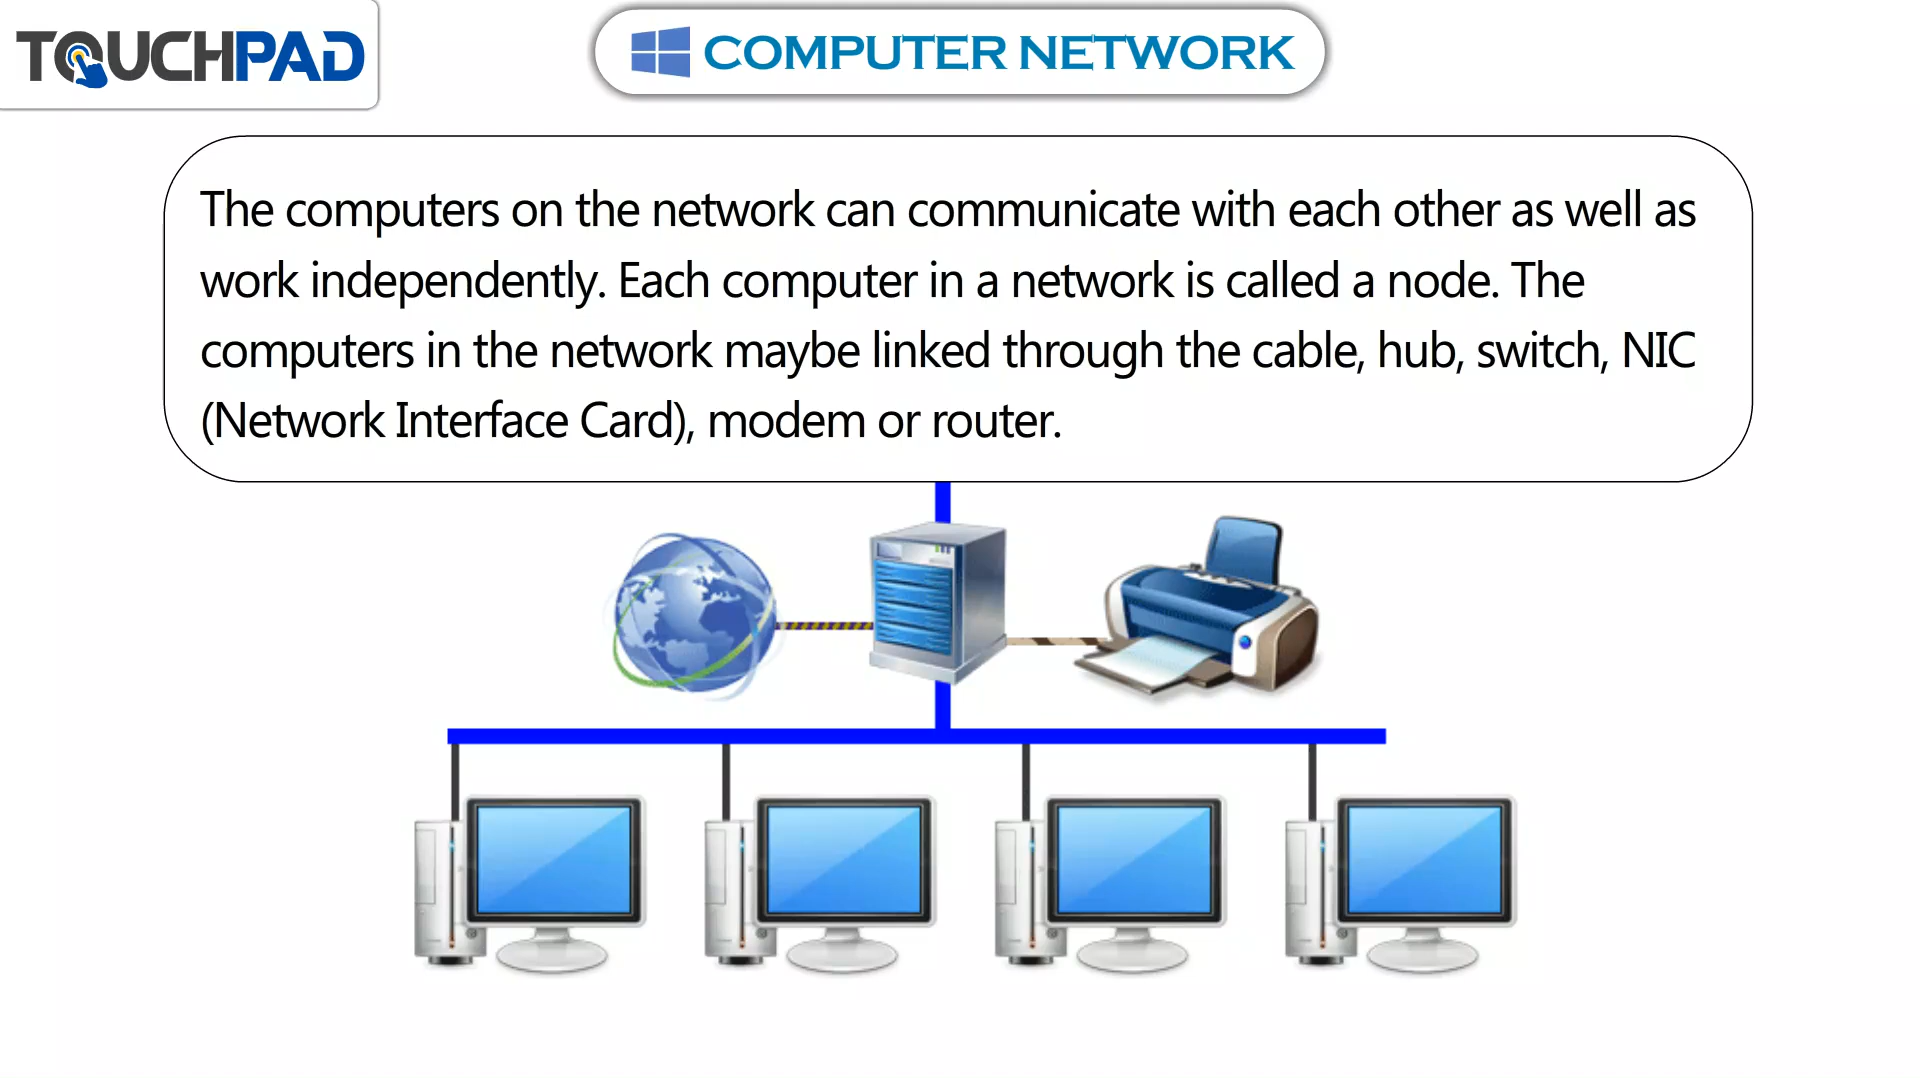 TOUCHPAD
COMPUTER NETWORK
The computers on the network can communicate with each other as well as
work independently. Each computer in a network is called a node. The
computers in the network maybe linked through the cable, hub, switch, NIC
(Network Interface Card), modem or router.